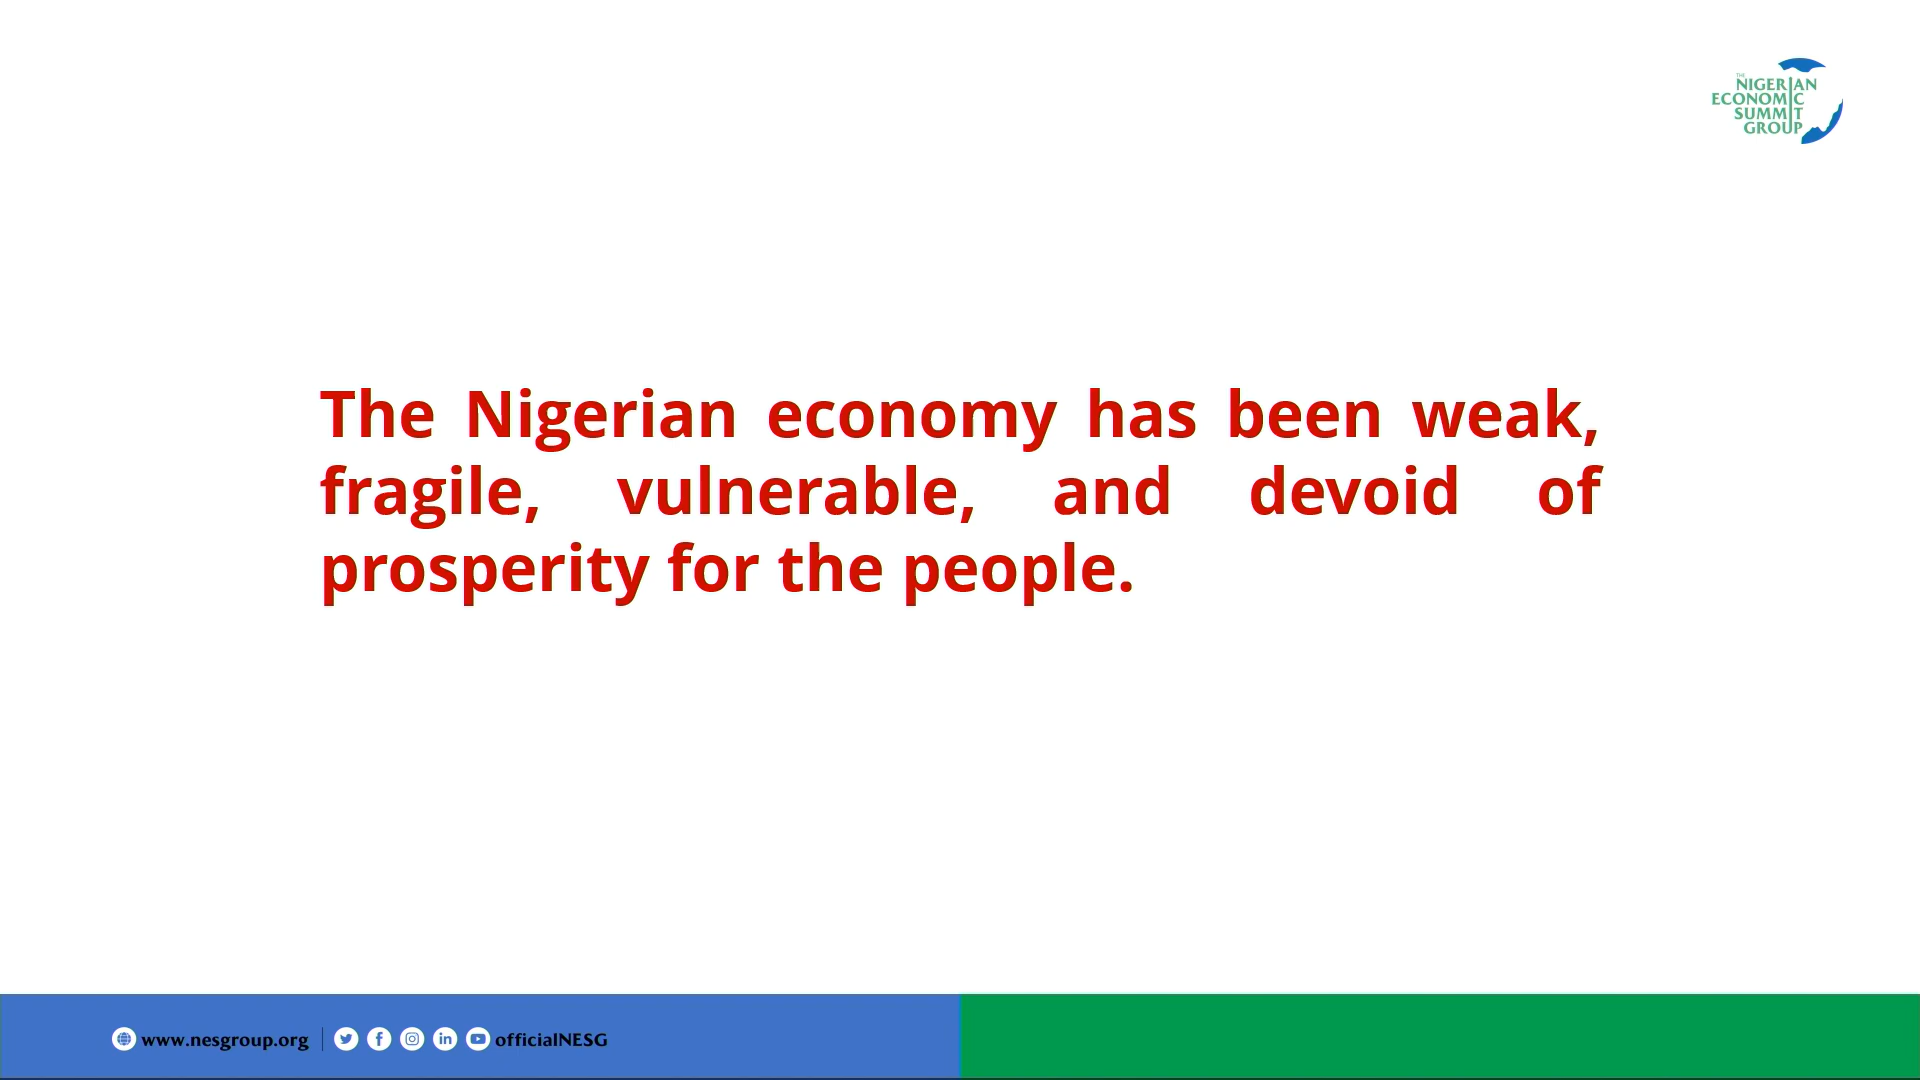 THE
NIGERIAN
ECONOMIC
SUMMIT
GROUP
The Nigerian economy has been weak,
fragile, vulnerable, and devoid of
prosperity for the people.
www.nesgroup.org
officialNESG